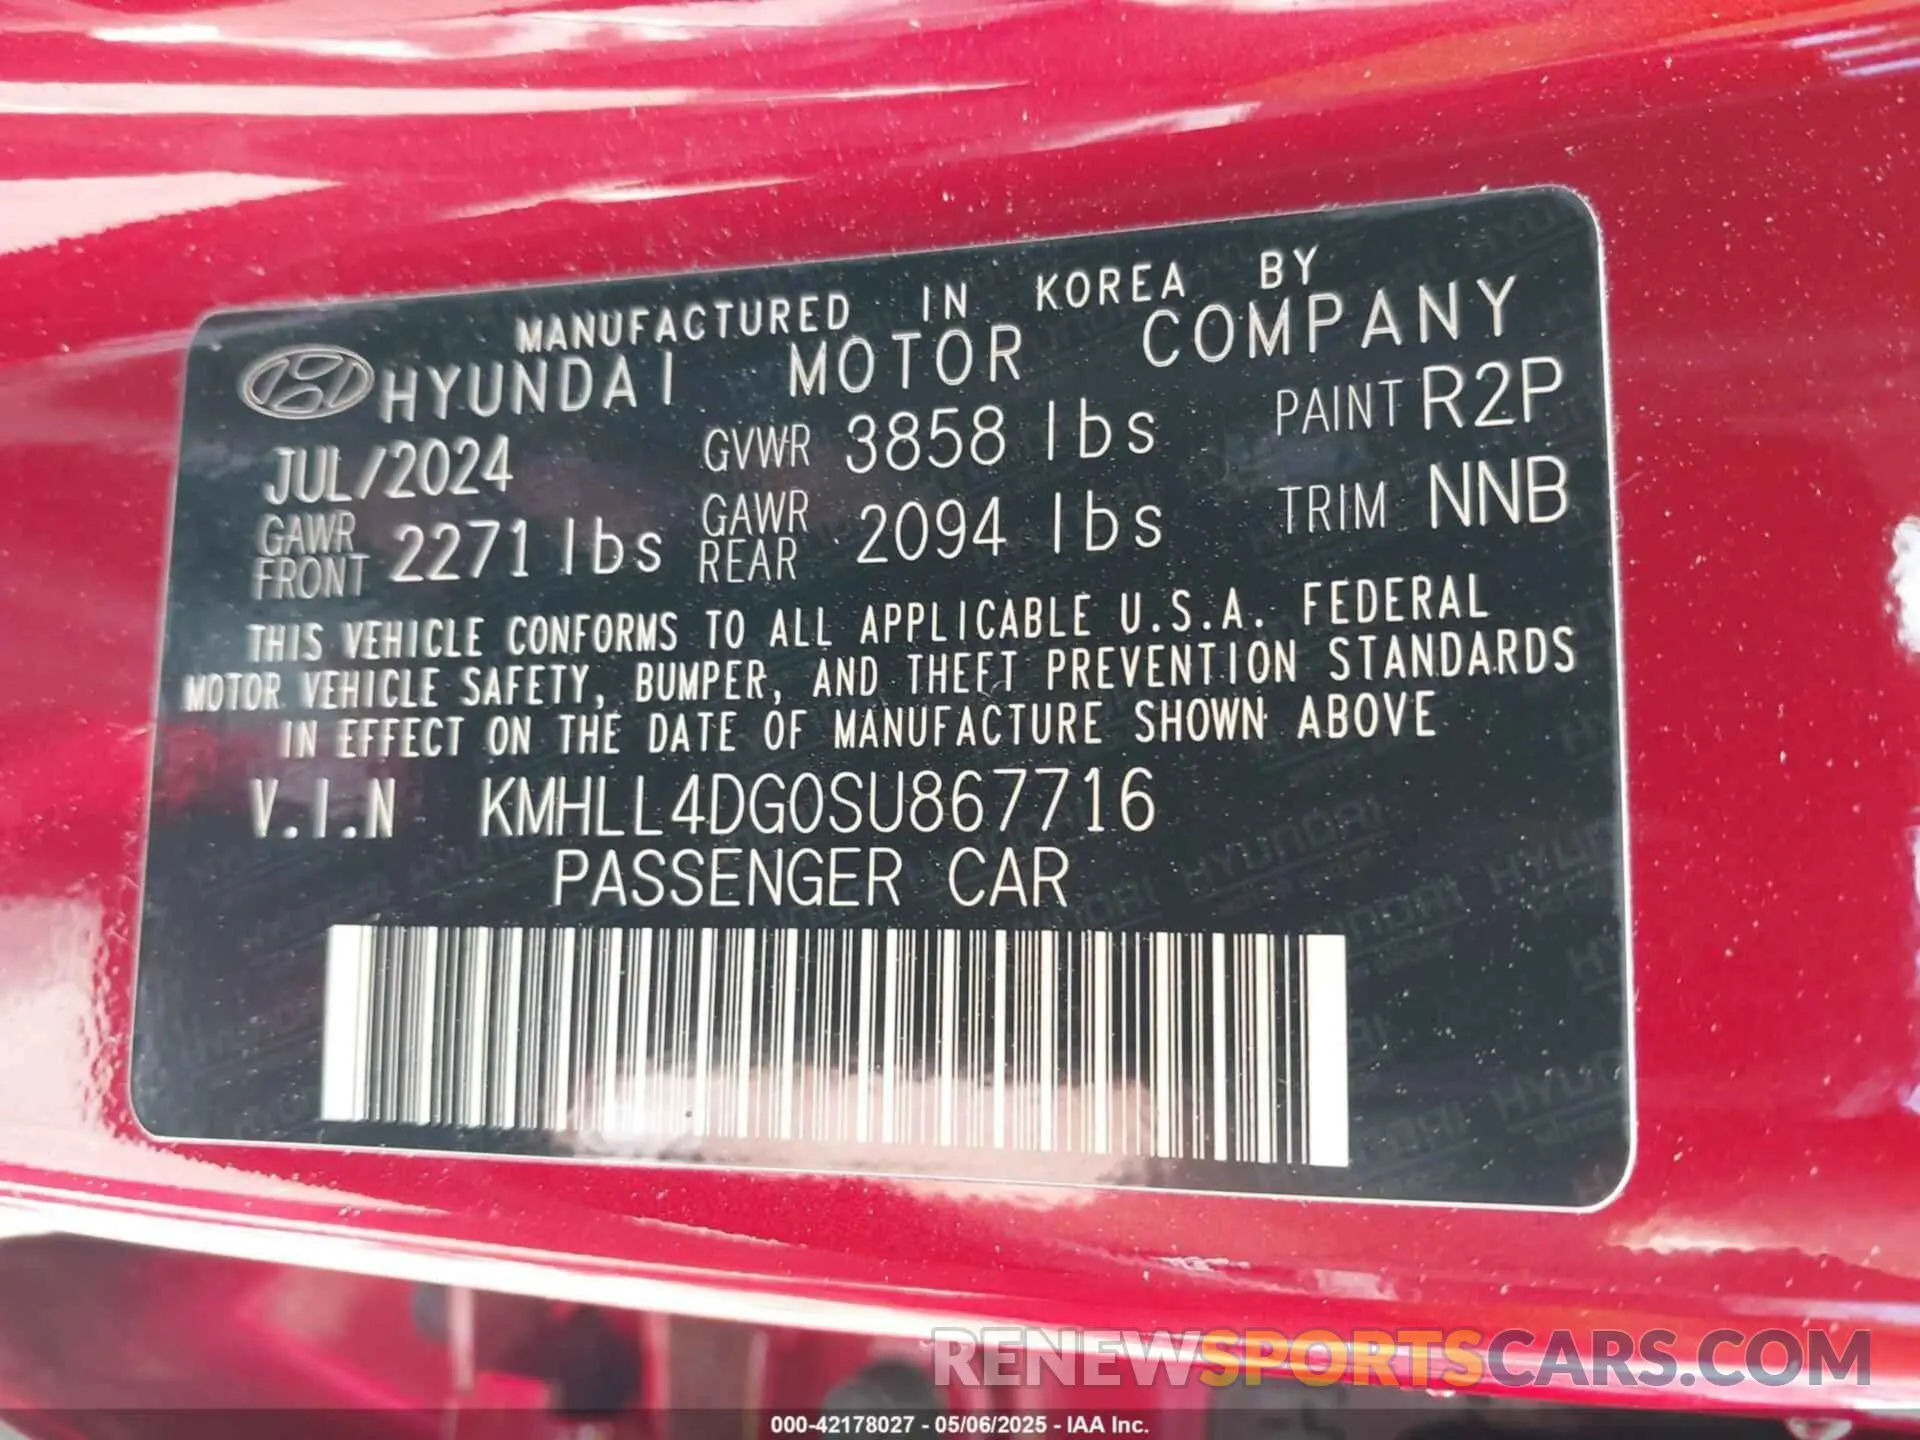 MANUFACTURED IN KOREA BY
HYUNDAI MOTOR COMPANY
JUL/2024 GVWR 3858 lbs PAINT R2P
GAWR FRONT 2271 lbs GAWR REAR 2094 lbs TRIM NNB
THIS VEHICLE CONFORMS TO ALL APPLICABLE U.S.A. FEDERAL
MOTOR VEHICLE SAFETY, BUMPER, AND THEFT PREVENTION STANDARDS
IN EFFECT ON THE DATE OF MANUFACTURE SHOWN ABOVE
V.I.N KMHLL4DG0SU867716
PASSENGER CAR
RENEWSPORTSCARS.COM
000-42178027 - 05/06/2025 - IAA Inc.